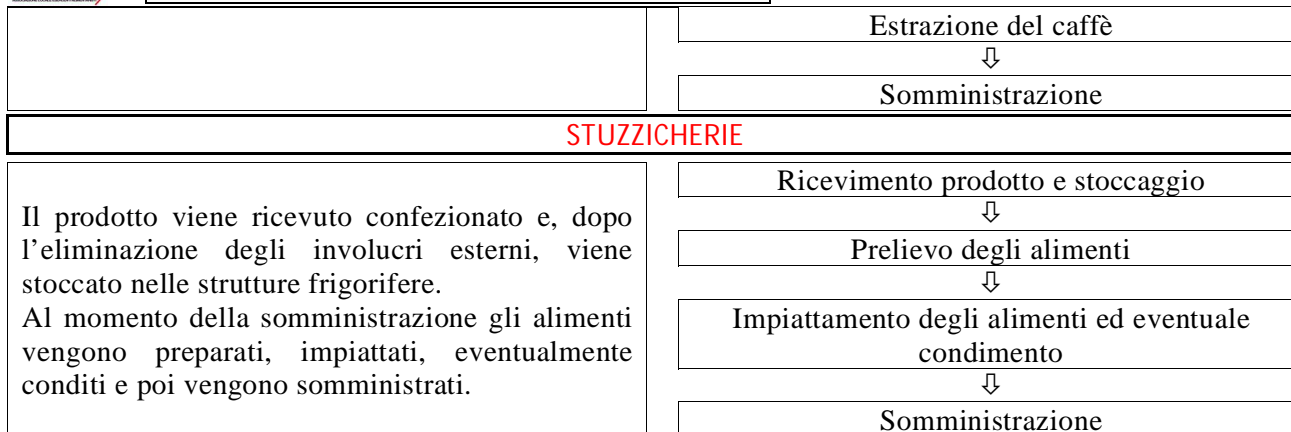 Estrazione del caffè
⇩
Somministrazione
STUZZICHERIE
Il prodotto viene ricevuto confezionato e, dopo
l’eliminazione degli involucri esterni, viene
stoccato nelle strutture frigorifere.
Al momento della somministrazione gli alimenti
vengono preparati, impiattati, eventualmente
conditi e poi vengono somministrati.
Ricevimento prodotto e stoccaggio
⇩
Prelievo degli alimenti
⇩
Impiattamento degli alimenti ed eventuale
condimento
⇩
Somministrazione